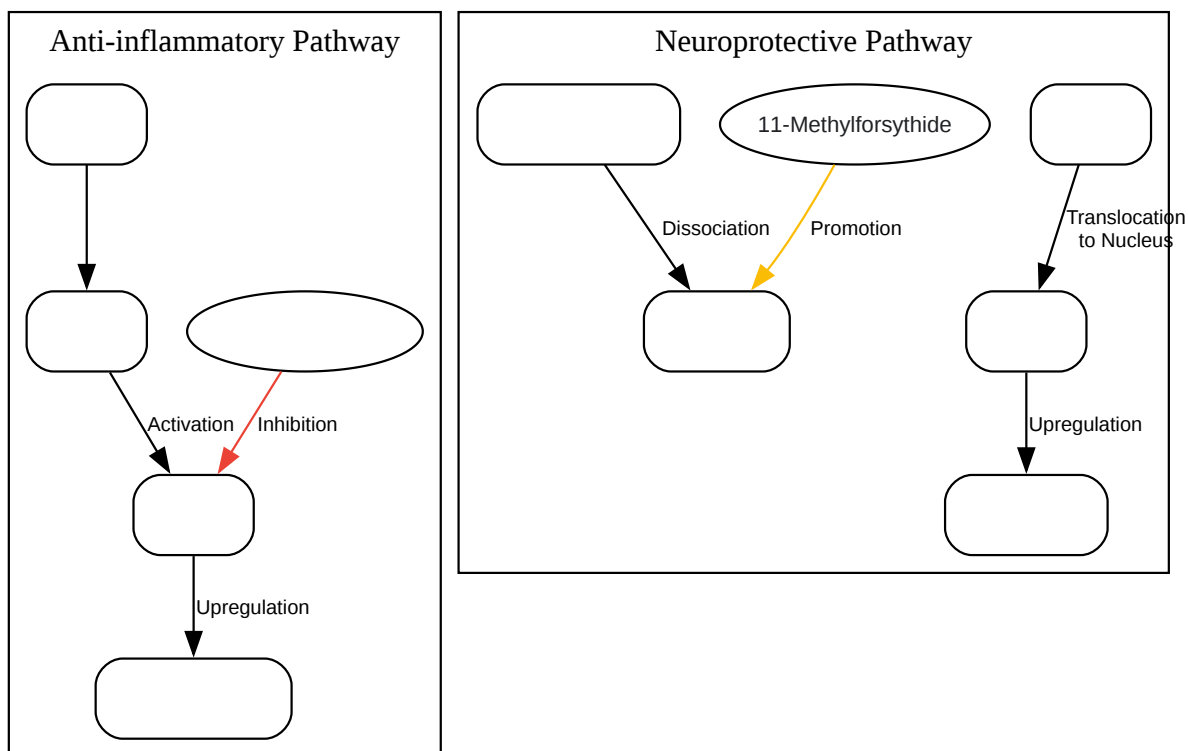 Anti-inflammatory Pathway
Activation
Inhibition
Upregulation
Neuroprotective Pathway
11-Methylforsythide
Dissociation
Promotion
Translocation
to Nucleus
Upregulation